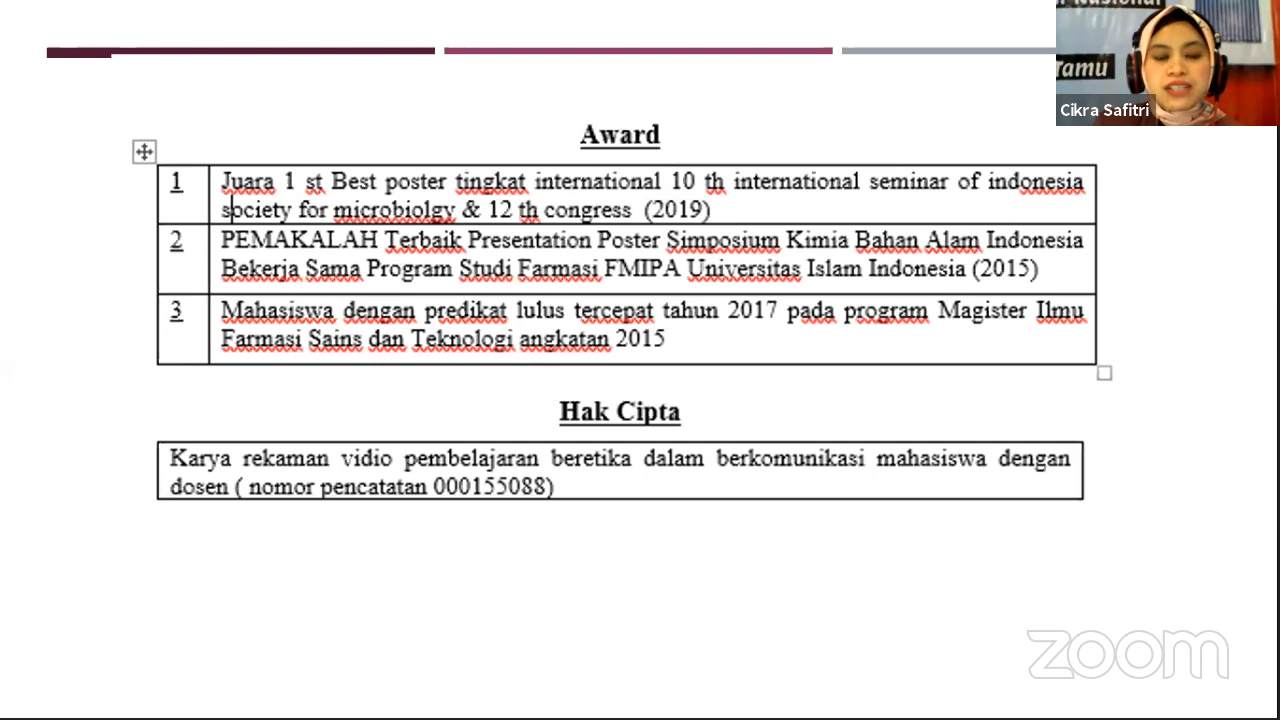 Nasional
Tamu
Cikra Safitri
Award
1 Juara 1 st Best poster tingkat international 10 th international seminar of indonesia
society for microbiolgy & 12 th congress (2019)
2 PEMAKALAH Terbaik Presentation Poster Simposium Kimia Bahan Alam Indonesia
Bekerja Sama Program Studi Farmasi FMIPA Universitas Islam Indonesia (2015)
3 Mahasiswa dengan predikat lulus tercepat tahun 2017 pada program Magister Ilmu
Farmasi Sains dan Teknologi angkatan 2015
Hak Cipta
Karya rekaman vidio pembelajaran beretika dalam berkomunikasi mahasiswa dengan
dosen ( nomor pencatatan 000155088)
zoom